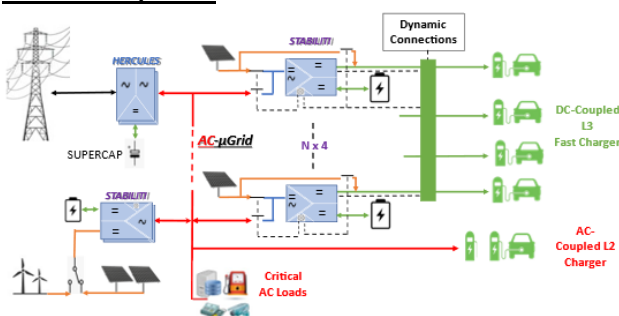 Dynamic
Connections
STABILITI
HERCULES
DC-Coupled
L3
Fast Charger
AC-µGrid
N x 4
SUPERCAP
STABILITI
STABILITI
AC-
Coupled L2
Charger
Critical
AC Loads